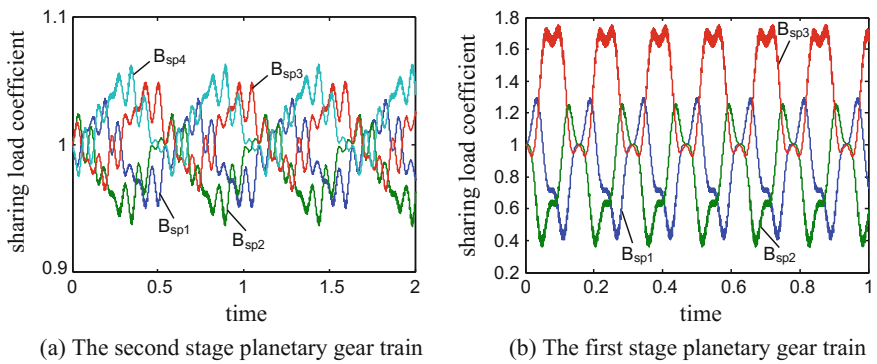 1.1
1
0.9
sharing load coefficient
0 0.5 1 1.5 2
time
B_sp4
B_sp3
B_sp1
B_sp2
(a) The second stage planetary gear train
1.8
1.6
1.4
1.2
1
0.8
0.6
0.4
0.2
sharing load coefficient
0 0.2 0.4 0.6 0.8 1
time
B_sp3
B_sp1
B_sp2
(b) The first stage planetary gear train